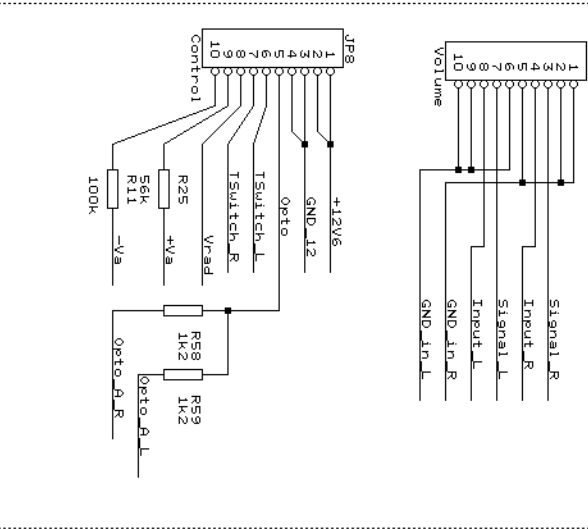 JP8
10 9 8 7 6 5 4 3 2 1
Control
10 9 8 7 6 5 4 3 2 1
Volume
R25
56k
R11
100k
-Va
+Va
Vrad
TSwitch_R
TSwitch_L
Opto
GND_12
+12V6
R58
1k2
R59
1k2
Opto_A_R
Opto_A_L
GND_in_L
GND_in_R
Input_L
Signal_L
Input_R
Signal_R